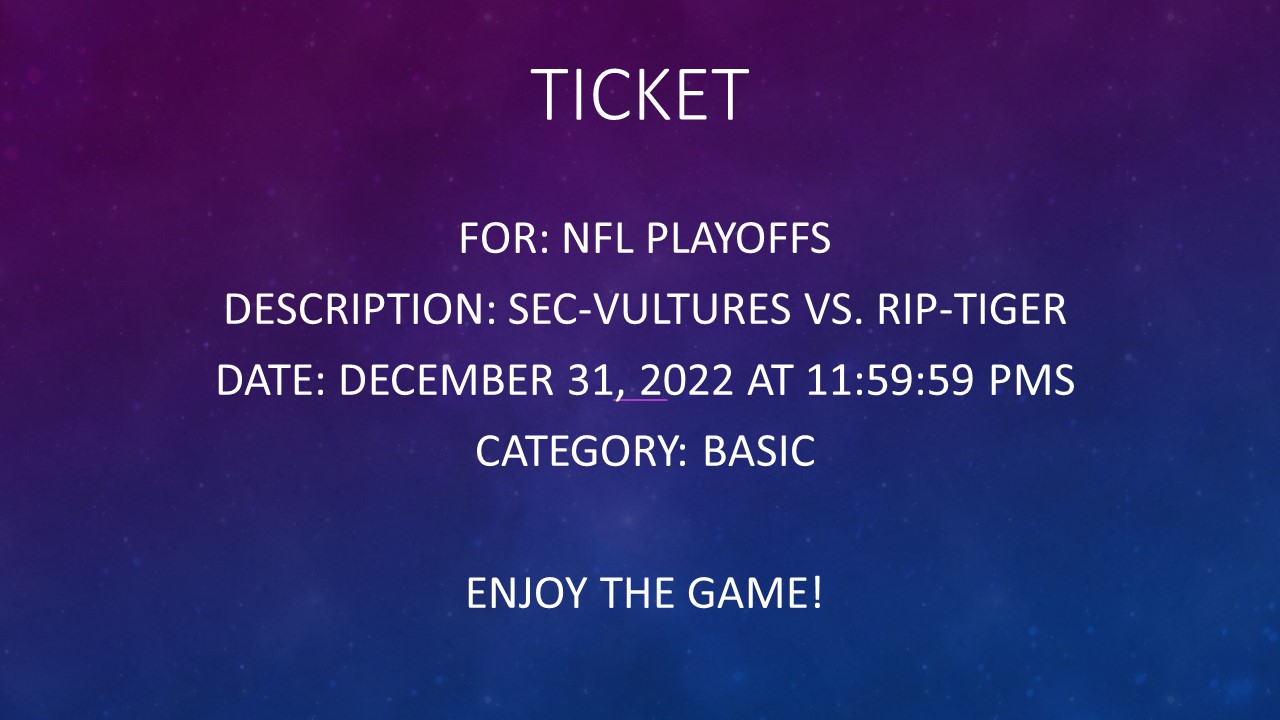 TICKET
FOR: NFL PLAYOFFS
DESCRIPTION: SEC-VULTURES VS. RIP-TIGER
DATE: DECEMBER 31, 2022 AT 11:59:59 PMS
CATEGORY: BASIC
ENJOY THE GAME!